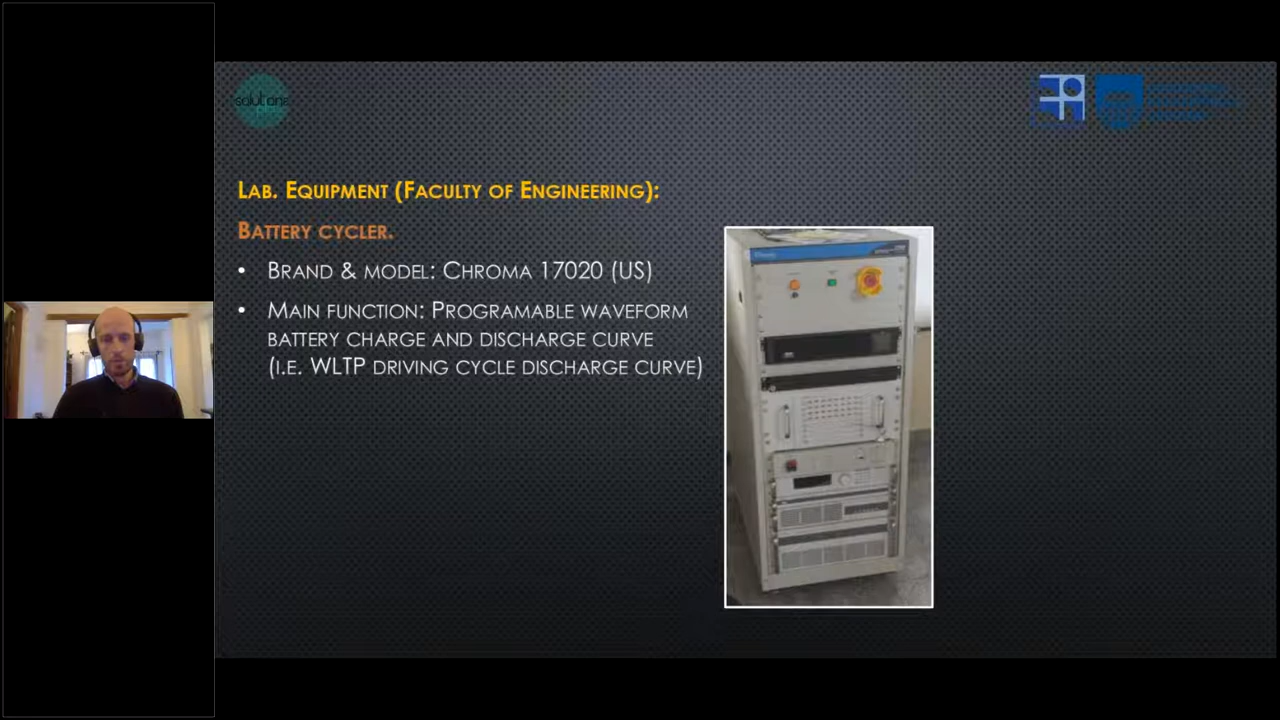 solutions
LAB. EQUIPMENT (FACULTY OF ENGINEERING):
BATTERY CYCLER.
• BRAND & MODEL: CHROMA 17020 (US)
• MAIN FUNCTION: PROGRAMABLE WAVEFORM
BATTERY CHARGE AND DISCHARGE CURVE
(I.E. WLTP DRIVING CYCLE DISCHARGE CURVE)